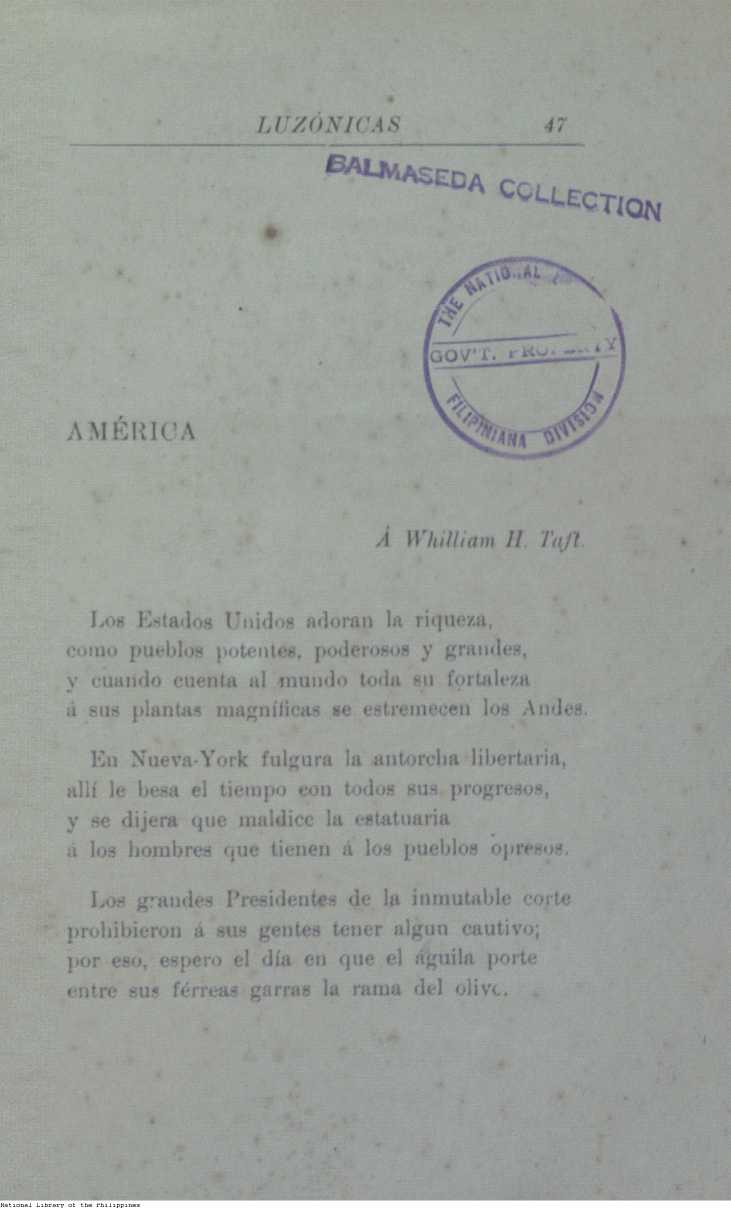 LUZÓNICAS 47
BALMASEDA COLLECTION
THE NATIONAL
GOV'T. PROPERTY
FILIPINIANA DIVISION
AMÉRICA
Á Whilliam H. Taft.
Los Estados Unidos adoran la riqueza,
como pueblos potentes, poderosos y grandes,
y cuando cuenta al mundo toda su fortaleza
á sus plantas magníficas se estremecen los Andes.
En Nueva-York fulgura la antorcha libertaria,
allí le besa el tiempo con todos sus progresos,
y se dijera que maldice la estatuaria
á los hombres que tienen á los pueblos opresos.
Los grandes Presidentes de la inmutable corte
prohibieron á sus gentes tener algun cautivo;
por eso, espero el día en que el águila porte
entre sus férreas garras la rama del olivo.
National Library of the Philippines